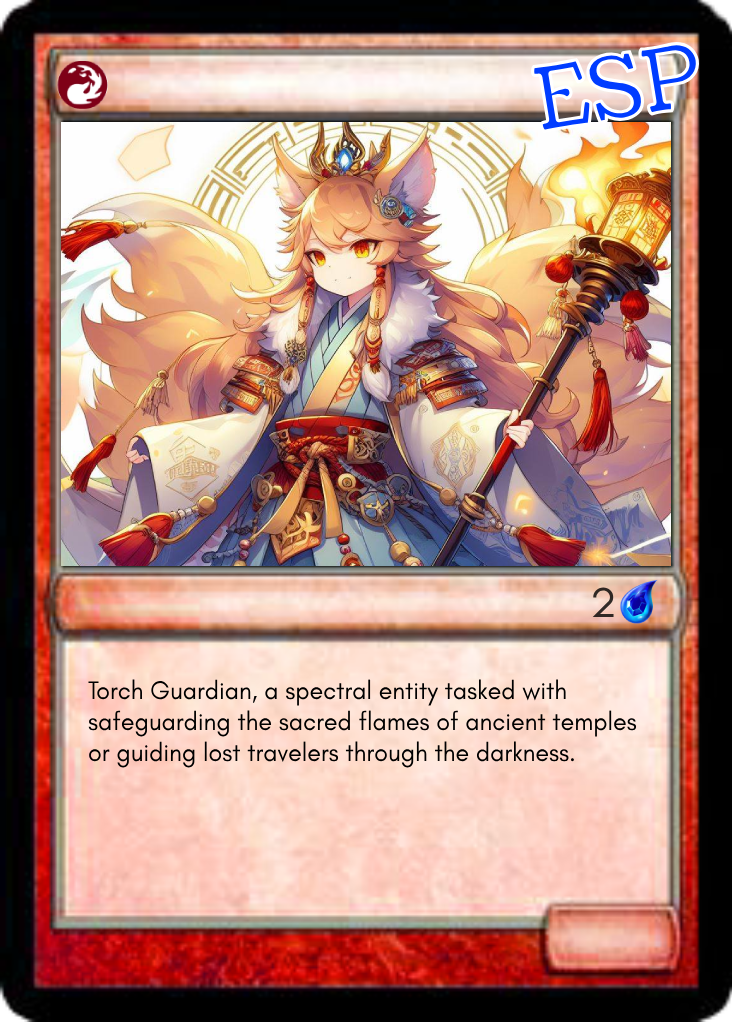 ESP
2
Torch Guardian, a spectral entity tasked with
safeguarding the sacred flames of ancient temples
or guiding lost travelers through the darkness.